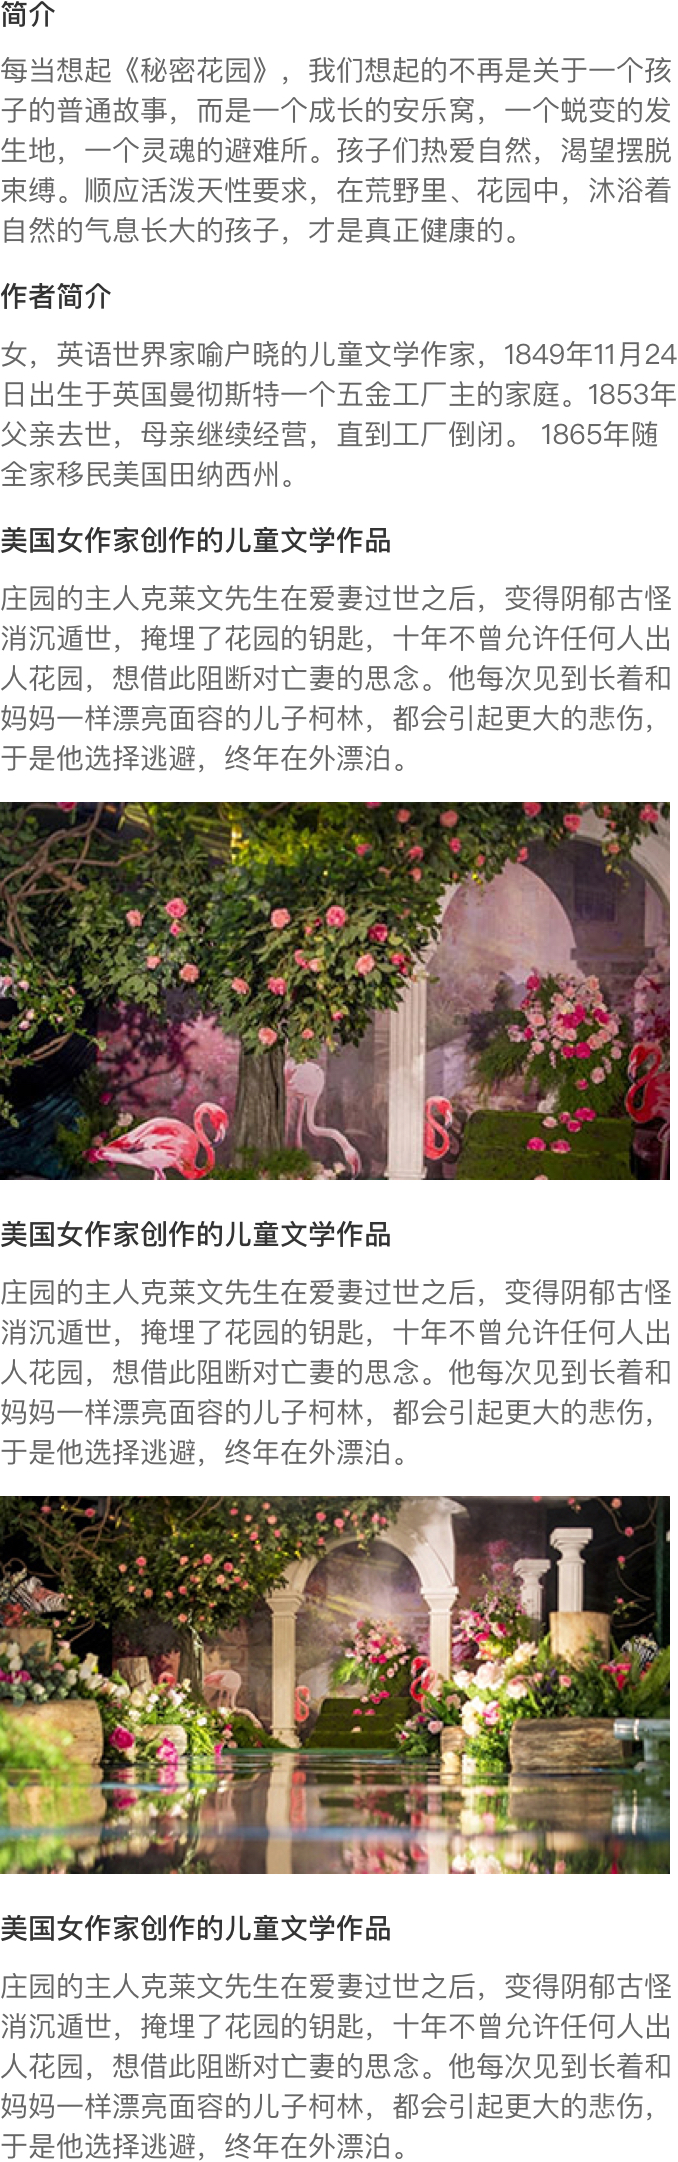 简介
每当想起《秘密花园》，我们想起的不再是关于一个孩
子的普通故事，而是一个成长的安乐窝，一个蜕变的发
生地，一个灵魂的避难所。孩子们热爱自然，渴望摆脱
束缚。顺应活泼天性要求，在荒野里、花园中，沐浴着
自然的气息长大的孩子，才是真正健康的。
作者简介
女，英语世界家喻户晓的儿童文学作家，1849年11月24
日出生于英国曼彻斯特一个五金工厂主的家庭。1853年
父亲去世，母亲继续经营，直到工厂倒闭。 1865年随
全家移民美国田纳西州。
美国女作家创作的儿童文学作品
庄园的主人克莱文先生在爱妻过世之后，变得阴郁古怪
消沉遁世，掩埋了花园的钥匙，十年不曾允许任何人出
人花园，想借此阻断对亡妻的思念。他每次见到长着和
妈妈一样漂亮面容的儿子柯林，都会引起更大的悲伤，
于是他选择逃避，终年在外漂泊。
美国女作家创作的儿童文学作品
庄园的主人克莱文先生在爱妻过世之后，变得阴郁古怪
消沉遁世，掩埋了花园的钥匙，十年不曾允许任何人出
人花园，想借此阻断对亡妻的思念。他每次见到长着和
妈妈一样漂亮面容的儿子柯林，都会引起更大的悲伤，
于是他选择逃避，终年在外漂泊。
美国女作家创作的儿童文学作品
庄园的主人克莱文先生在爱妻过世之后，变得阴郁古怪
消沉遁世，掩埋了花园的钥匙，十年不曾允许任何人出
人花园，想借此阻断对亡妻的思念。他每次见到长着和
妈妈一样漂亮面容的儿子柯林，都会引起更大的悲伤，
于是他选择逃避，终年在外漂泊。